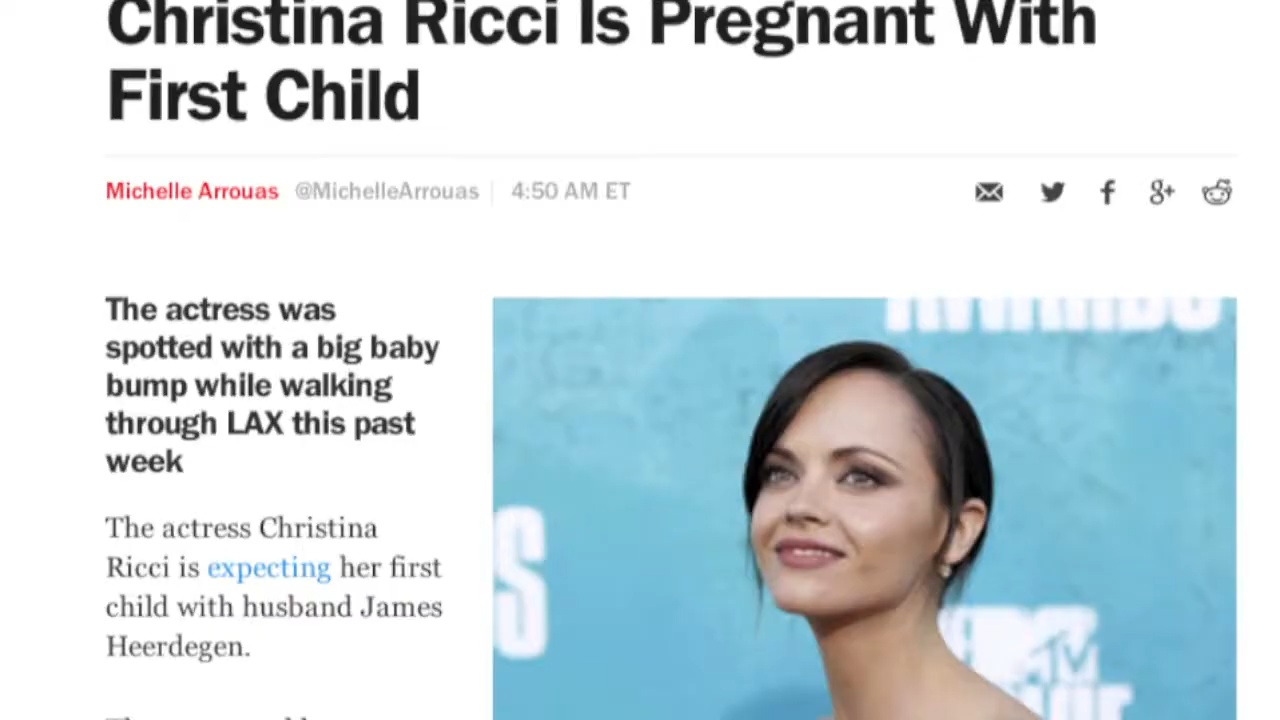 Christina Ricci Is Pregnant With
First Child
Michelle Arrouas @MichelleArrouas 4:50 AM ET
The actress was
spotted with a big baby
bump while walking
through LAX this past
week
The actress Christina
Ricci is expecting her first
child with husband James
Heerdegen.
AWARDS
S
MTV